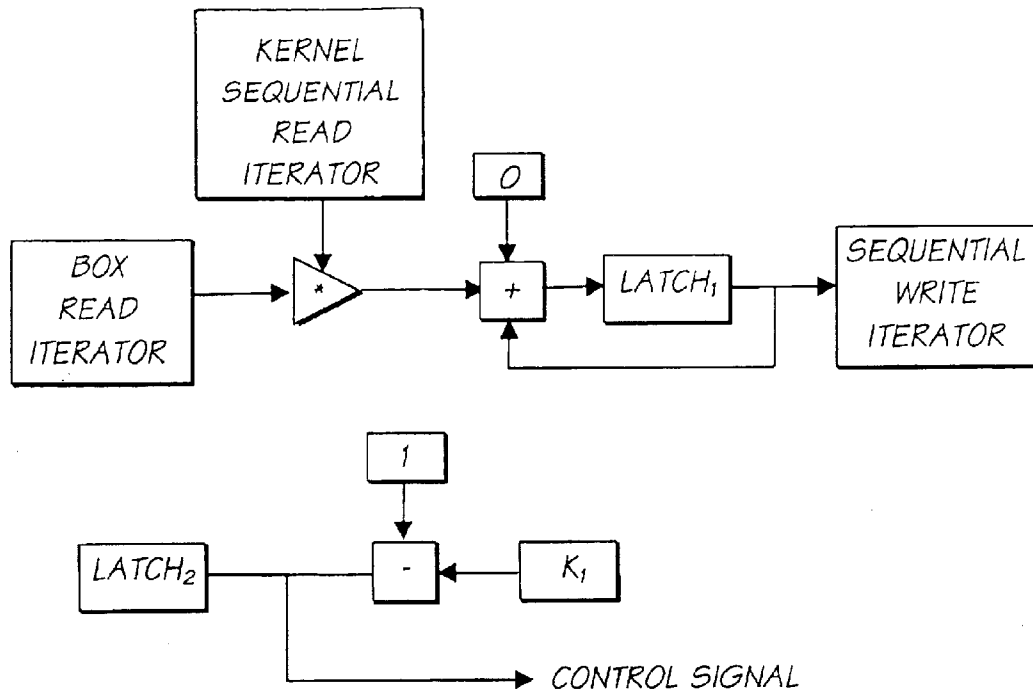 KERNEL
SEQUENTIAL
READ
ITERATOR
0
BOX
READ
ITERATOR
*
+
LATCH₁
SEQUENTIAL
WRITE
ITERATOR
1
LATCH₂
-
K₁
CONTROL SIGNAL